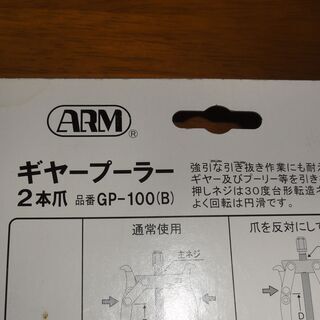 ARM®
ギヤープーラー
2本爪 品番 GP-100(B)
強引な引き抜き作業にも耐え
ギヤー及びプーリー等を引き
押しネジは30度台形転造ネ
よく回転は円滑です。
通常使用
爪を反対にして
主ネジ
D
D